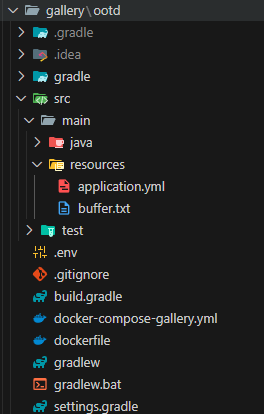 gallery\ootd
.gradle
.idea
gradle
src
main
java
resources
application.yml
buffer.txt
test
.env
.gitignore
build.gradle
docker-compose-gallery.yml
dockerfile
gradlew
gradlew.bat
settings.gradle